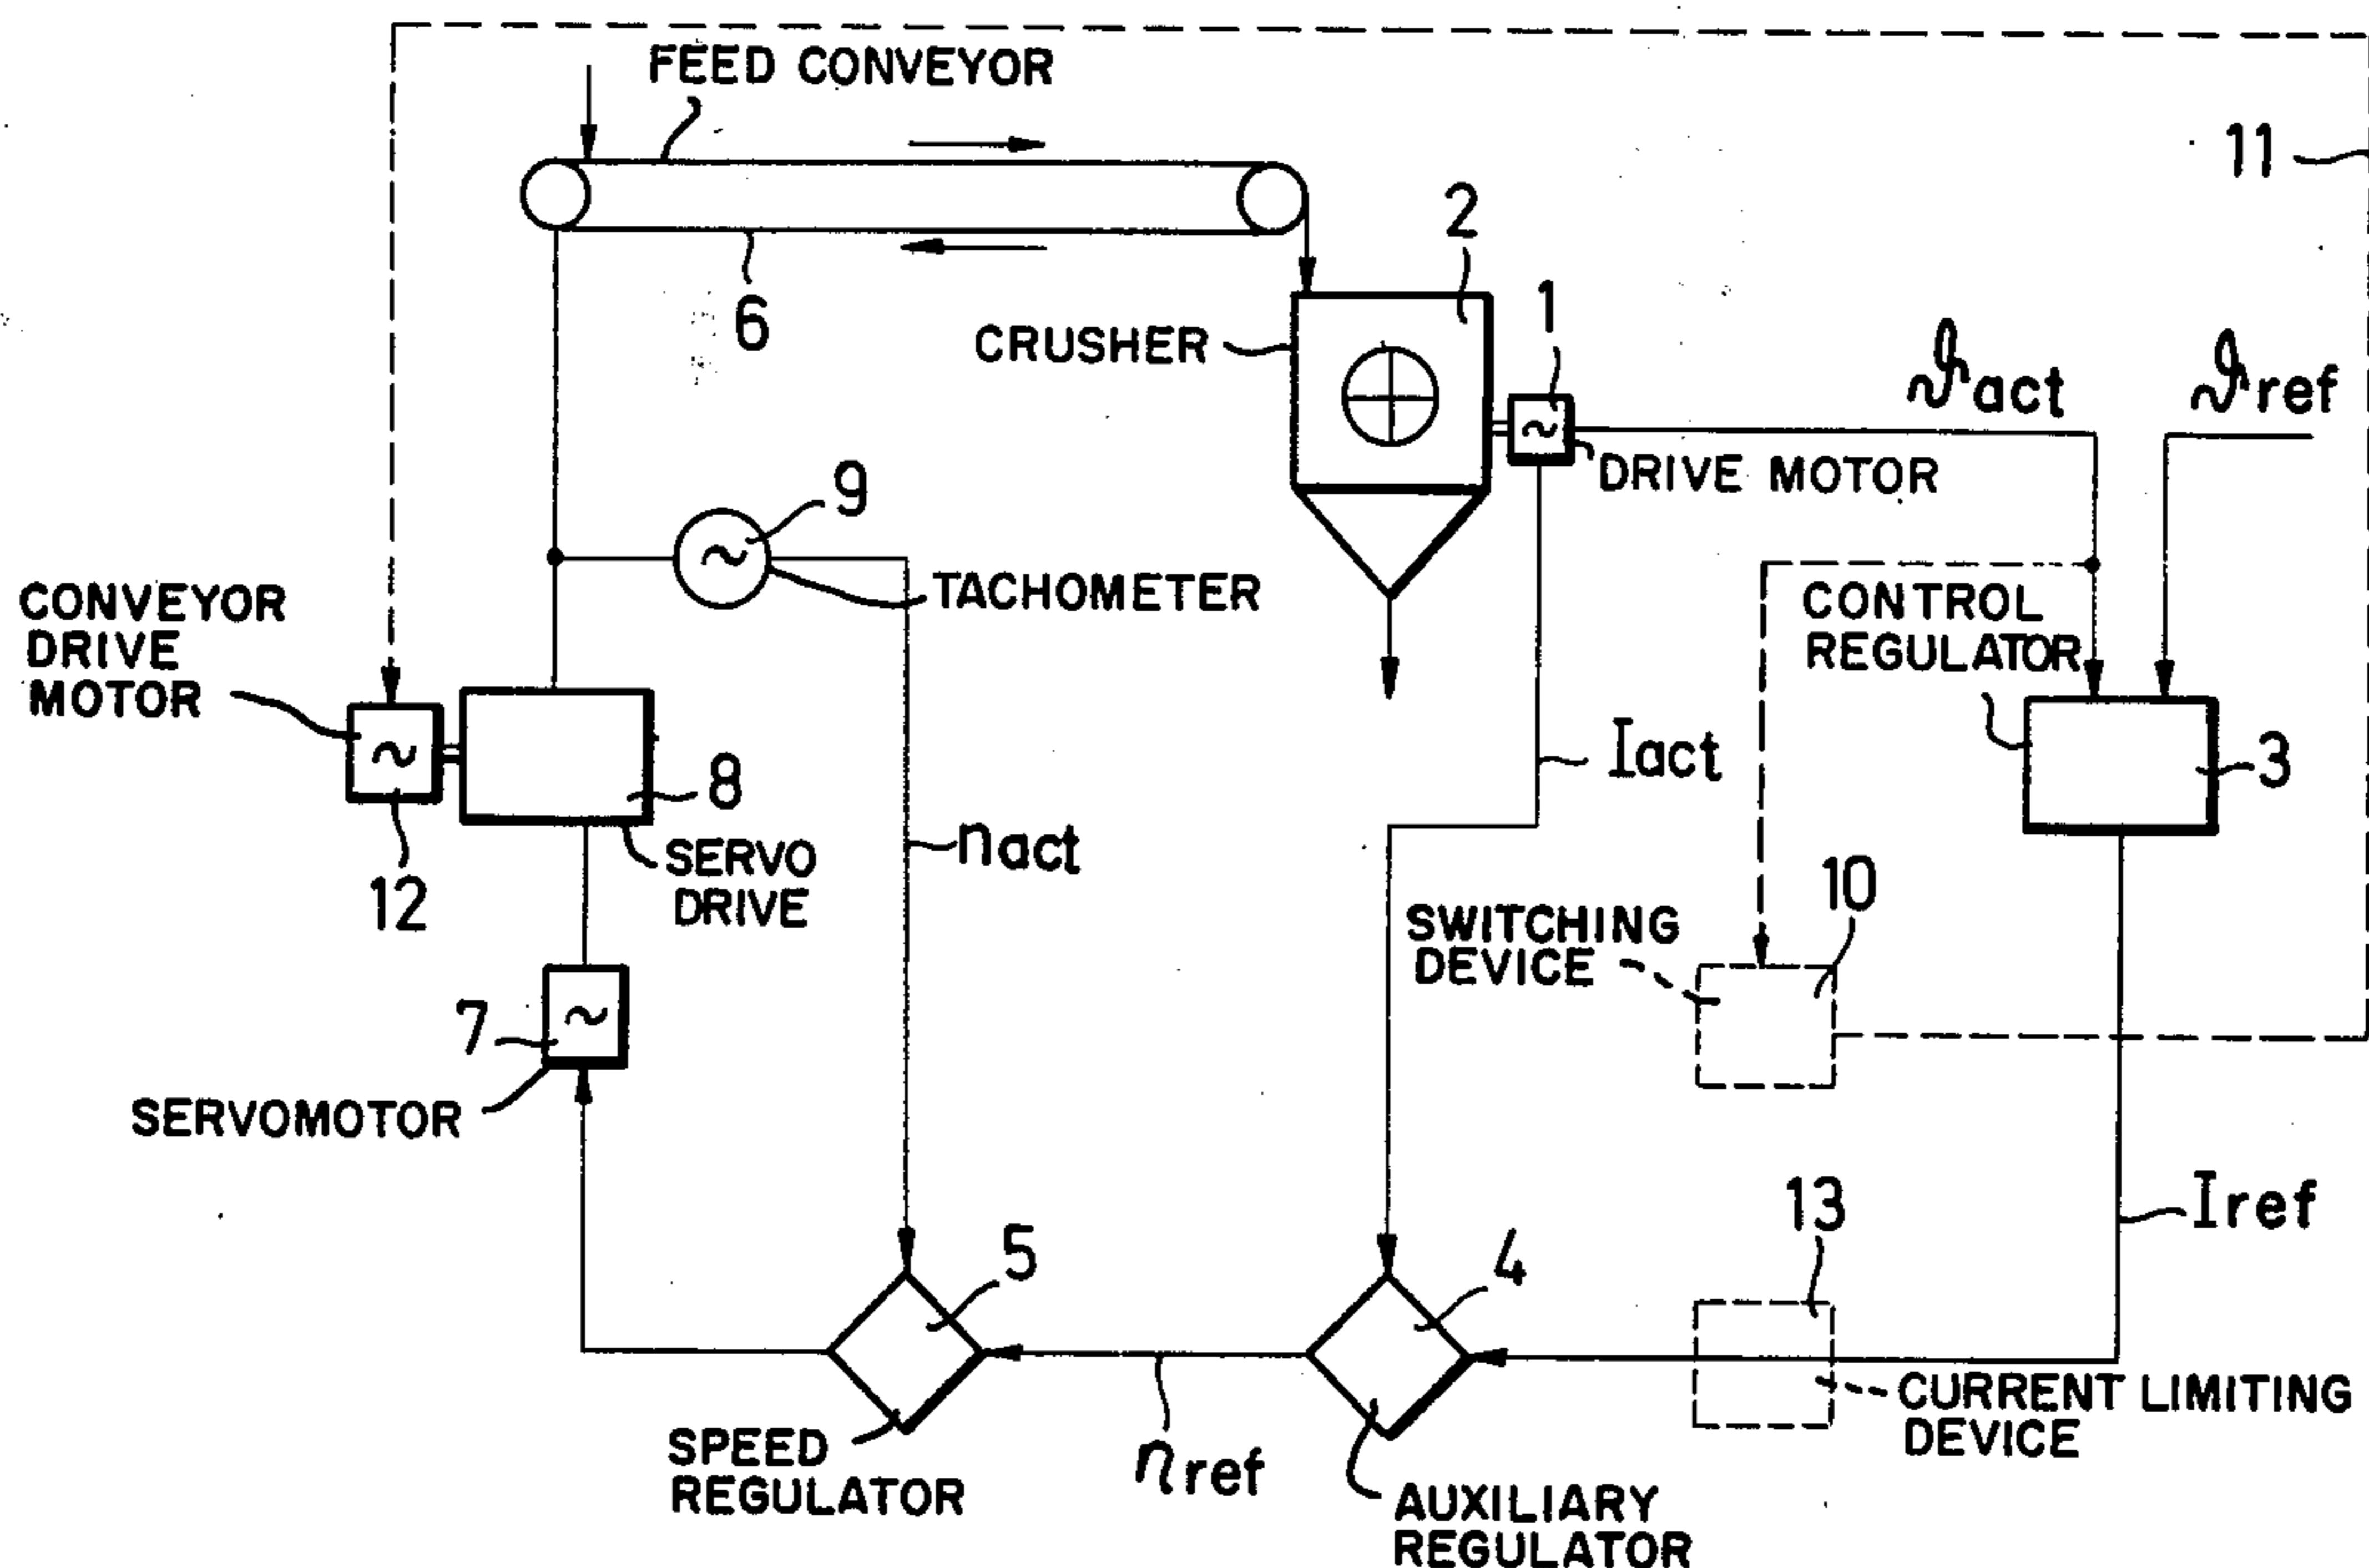 FEED CONVEYOR
11
2
6
1
CRUSHER
ϑact
ϑref
9
DRIVE MOTOR
TACHOMETER
CONVEYOR
DRIVE
MOTOR
CONTROL
REGULATOR
8
Iact
3
SERVO
DRIVE
nact
12
10
SWITCHING
DEVICE
7
SERVOMOTOR
13
Iref
5
4
SPEED
REGULATOR
nref
CURRENT LIMITING
DEVICE
AUXILIARY
REGULATOR